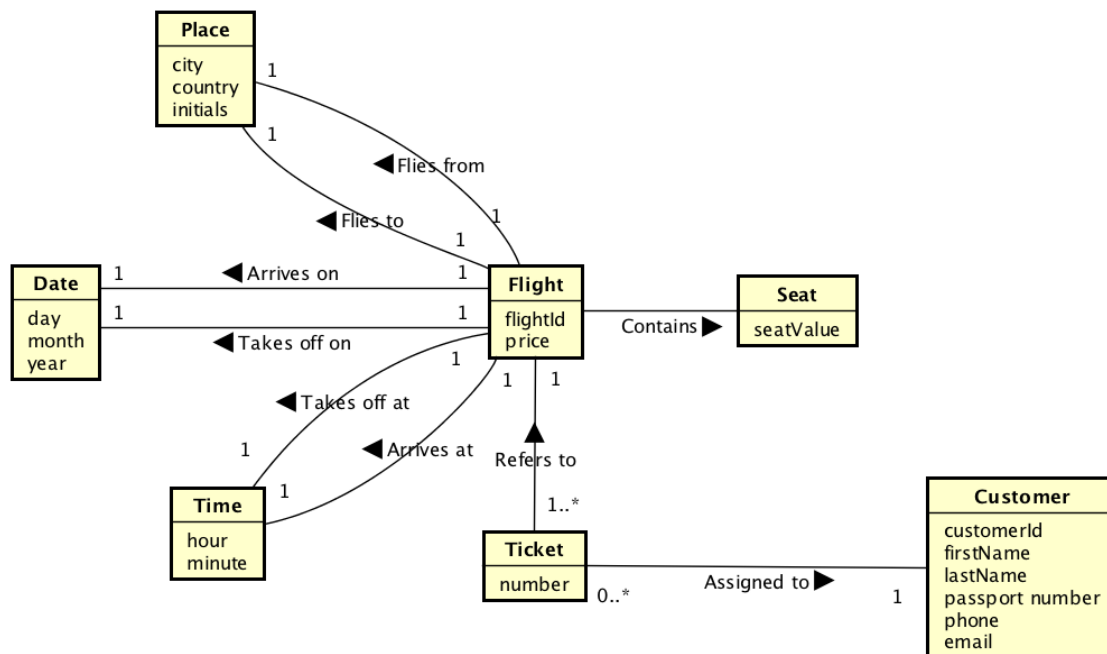 Place
city
country
initials
1
1
Flies from
Flies to
1
1
Date
day
month
year
1
Arrives on
1
1
Takes off on
1
Flight
flightId
price
Contains
Seat
seatValue
1
1
1
Takes off at
Arrives at
1
1
Time
hour
minute
Refers to
1..*
Ticket
number
0..*
Assigned to
1
Customer
customerId
firstName
lastName
passport number
phone
email